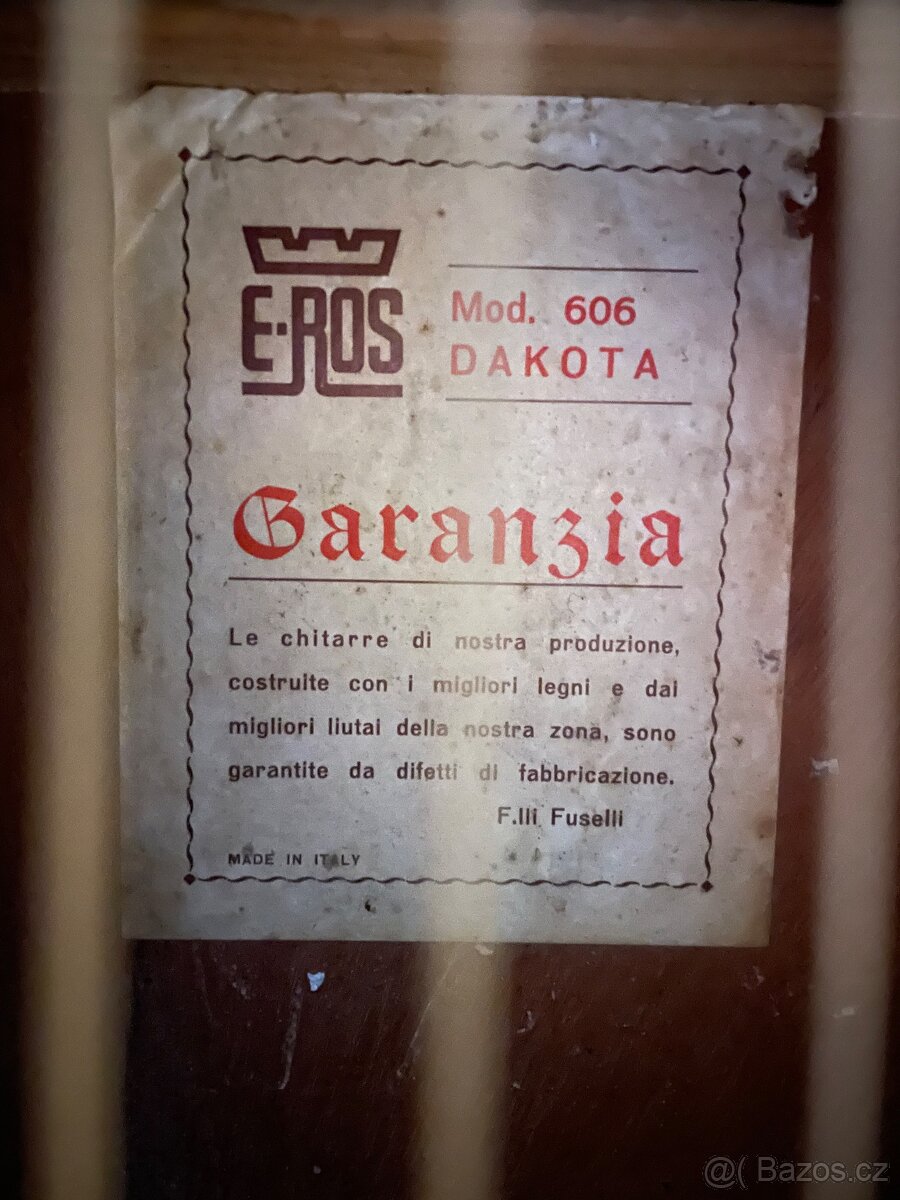 E-ROS
Mod. 606
DAKOTA
Garanzia
Le chitarre di nostra produzione,
costruite con i migliori legni e dai
migliori liutai della nostra zona, sono
garantite da difetti di fabbricazione.
F.lli Fuselli
MADE IN ITALY
@( Bazos.cz